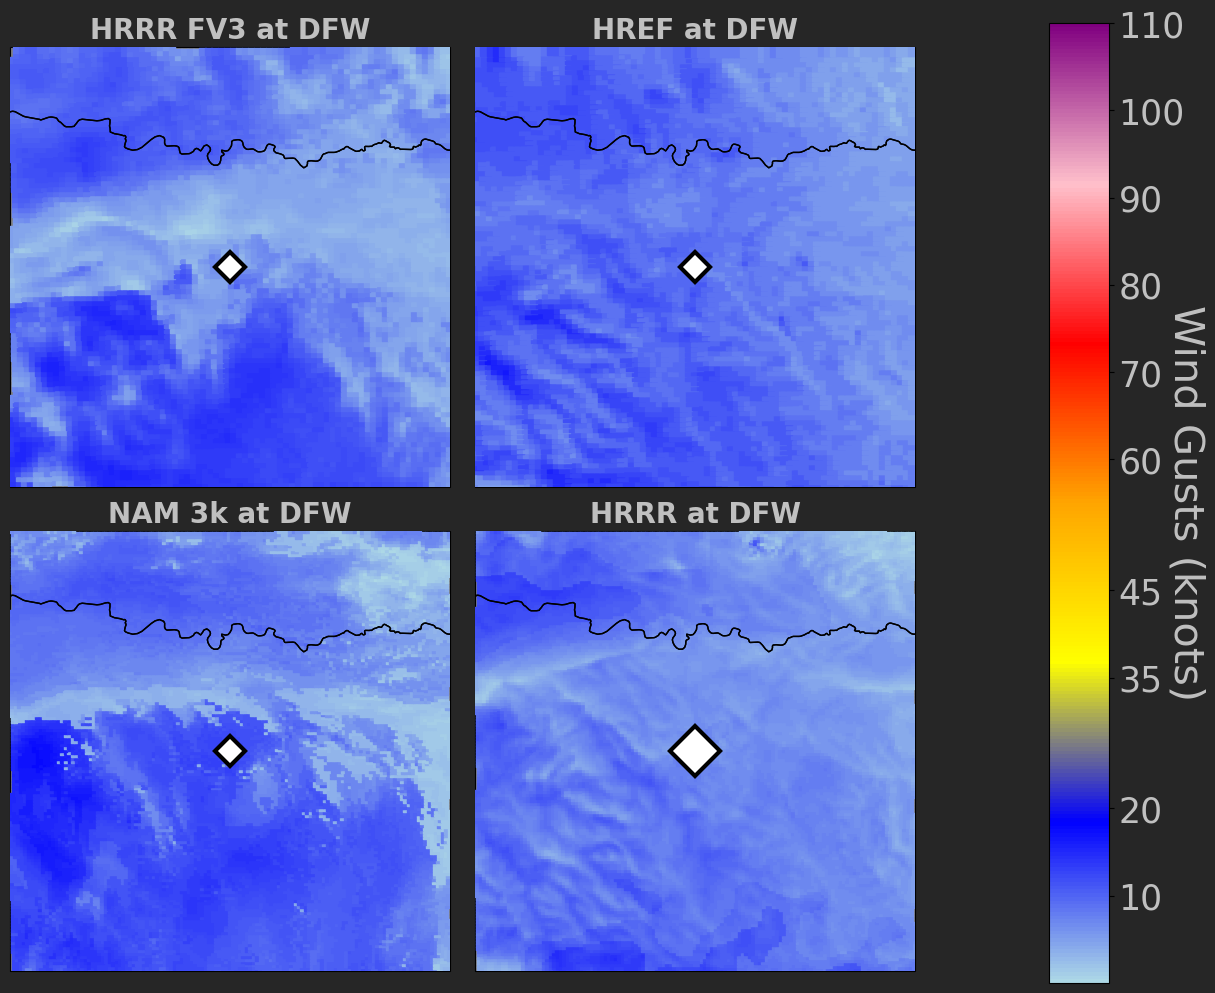 HRRR FV3 at DFW
HREF at DFW
NAM 3k at DFW
HRRR at DFW
110
100
90
80
70
60
45
35
20
10
Wind Gusts (knots)